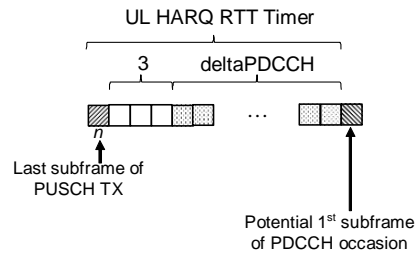 UL HARQ RTT Timer
3 deltaPDCCH
...
n
Last subframe of
PUSCH TX
Potential 1st subframe
of PDCCH occasion